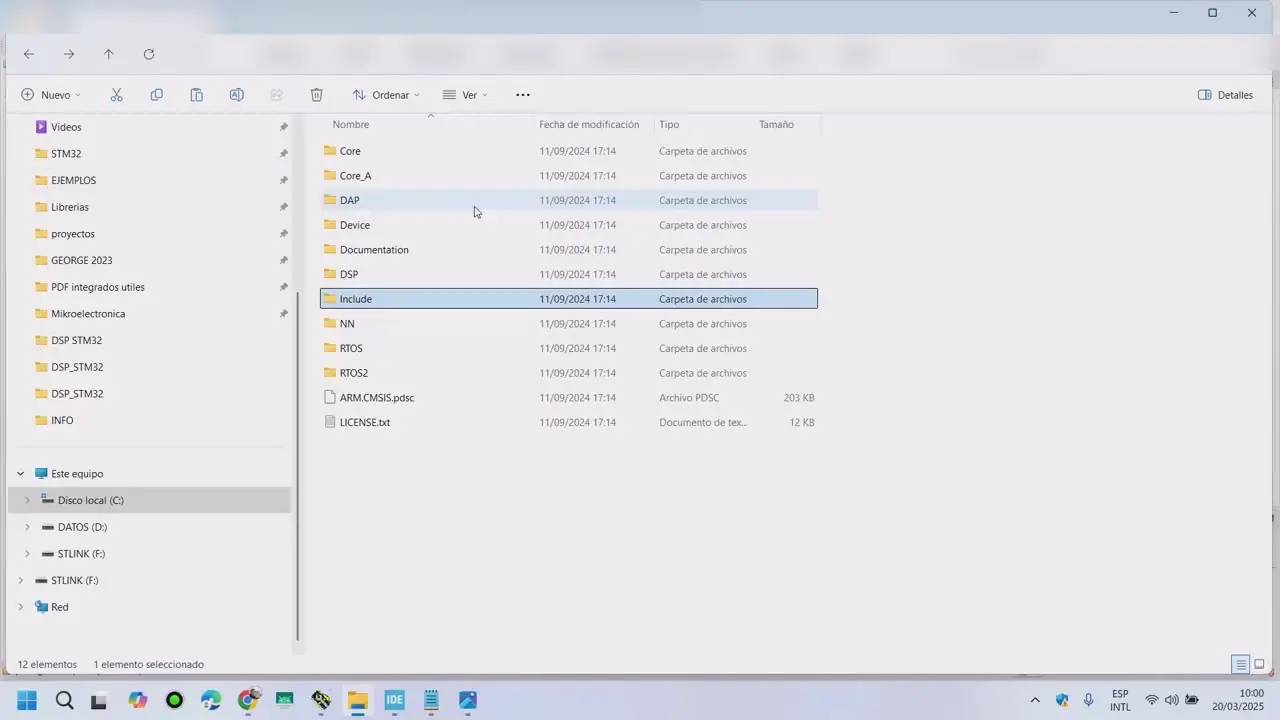 Nuevo Ordenar Ver ••• Detalles
Nombre Fecha de modificación Tipo Tamaño
Videos
STM32
EJEMPLOS
Librerias
proyectos
GEORGE 2023
PDF integrados utiles
Mikroelectronica
DSP STM32
DSP_STM32
DSP_STM32
INFO
Este equipo
Disco local (C:)
DATOS (D:)
STLINK (F:)
STLINK (F:)
Red
Core 11/09/2024 17:14 Carpeta de archivos
Core_A 11/09/2024 17:14 Carpeta de archivos
DAP 11/09/2024 17:14 Carpeta de archivos
Device 11/09/2024 17:14 Carpeta de archivos
Documentation 11/09/2024 17:14 Carpeta de archivos
DSP 11/09/2024 17:14 Carpeta de archivos
Include 11/09/2024 17:14 Carpeta de archivos
NN 11/09/2024 17:14 Carpeta de archivos
RTOS 11/09/2024 17:14 Carpeta de archivos
RTOS2 11/09/2024 17:14 Carpeta de archivos
ARM.CMSIS.pdsc 11/09/2024 17:14 Archivo PDSC 203 KB
LICENSE.txt 11/09/2024 17:14 Documento de tex... 12 KB
12 elementos 1 elemento seleccionado
IDE
ESP
INTL
10:00
20/03/2025